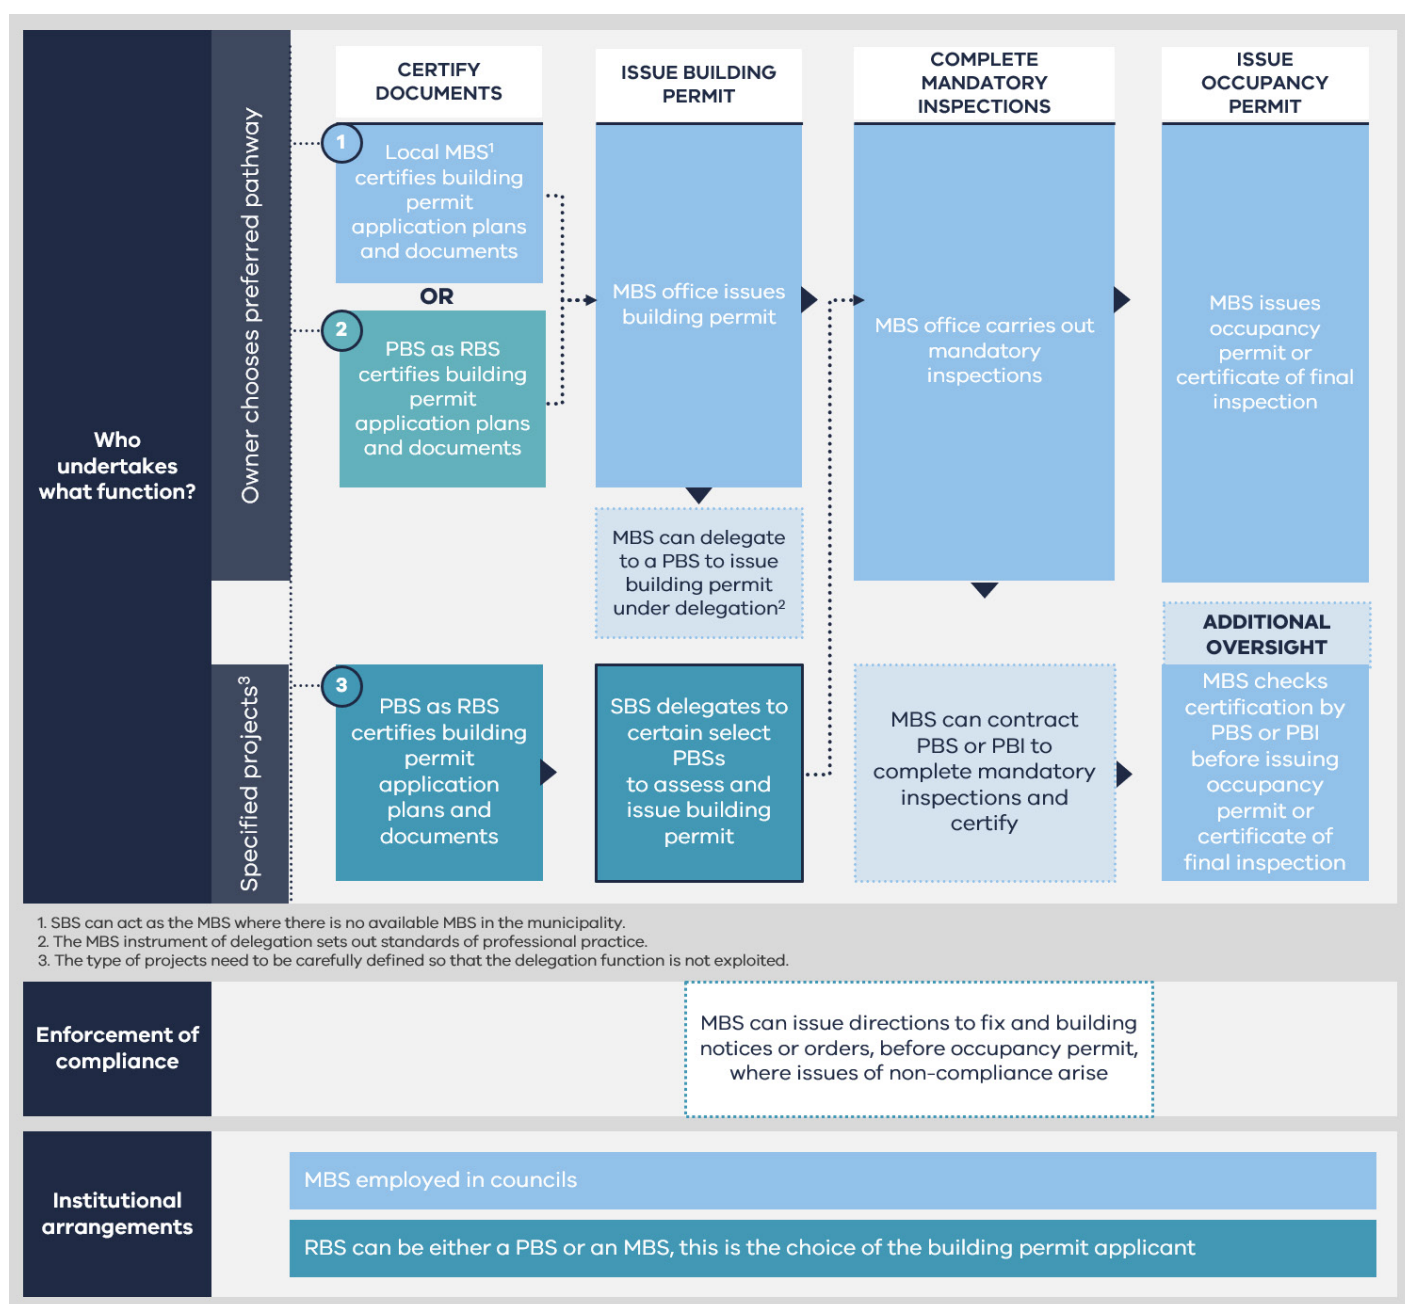 Who
undertakes
what function?
Owner chooses preferred pathway
CERTIFY
DOCUMENTS
1
Local MBS¹
certifies building
permit
application plans
and documents
OR
2
PBS as RBS
certifies building
permit
application plans
and documents
ISSUE BUILDING
PERMIT
MBS office issues
building permit
MBS can delegate
to a PBS to issue
building permit
under delegation²
COMPLETE
MANDATORY
INSPECTIONS
MBS office carries out
mandatory
inspections
ISSUE
OCCUPANCY
PERMIT
MBS issues
occupancy
permit or
certificate of final
inspection
Specified projects³
3
PBS as RBS
certifies building
permit
application
plans and
documents
SBS delegates to
certain select
PBSs
to assess and
issue building
permit
MBS can contract
PBS or PBI to
complete mandatory
inspections and
certify
ADDITIONAL
OVERSIGHT
MBS checks
certification by
PBS or PBI
before issuing
occupancy
permit or
certificate of
final inspection
1. SBS can act as the MBS where there is no available MBS in the municipality.
2. The MBS instrument of delegation sets out standards of professional practice.
3. The type of projects need to be carefully defined so that the delegation function is not exploited.
Enforcement of
compliance
MBS can issue directions to fix and building
notices or orders, before occupancy permit,
where issues of non-compliance arise
Institutional
arrangements
MBS employed in councils
RBS can be either a PBS or an MBS, this is the choice of the building permit applicant